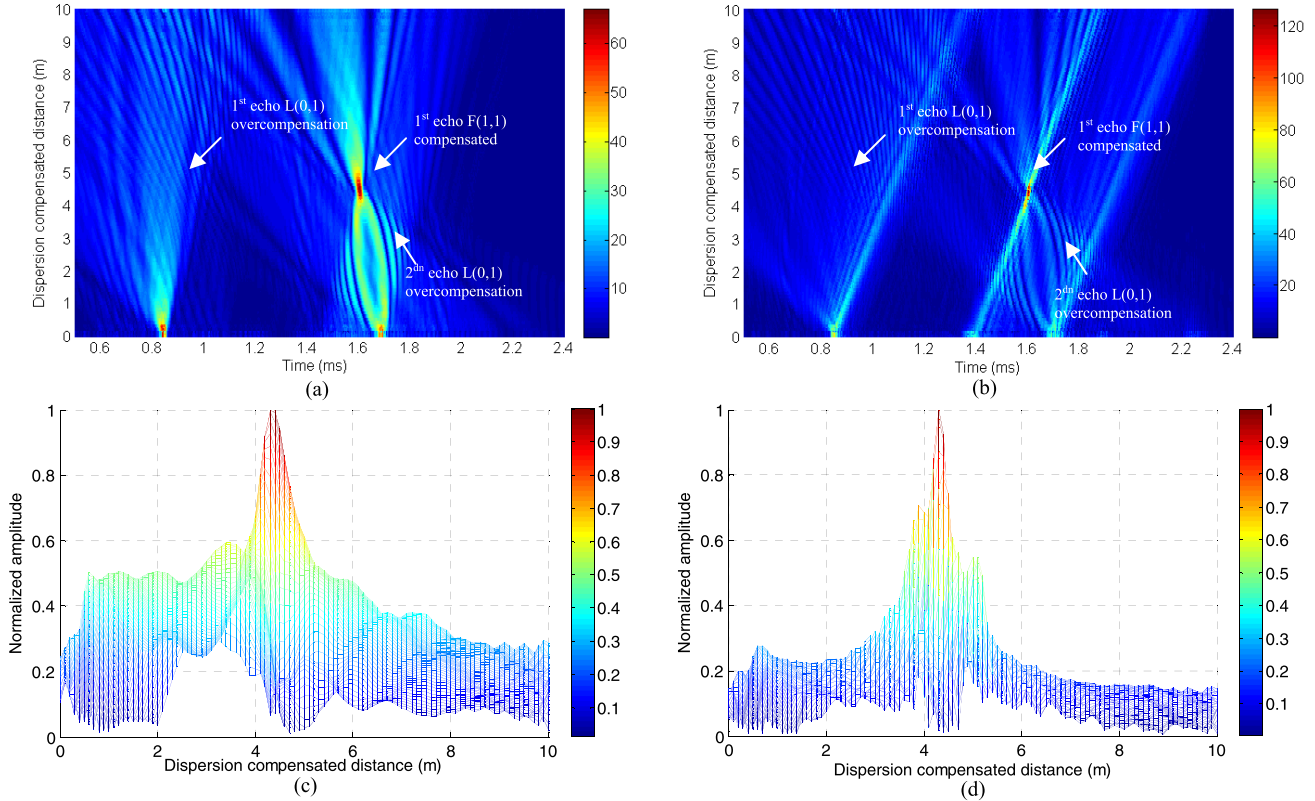 10
9
8
7
6
5
4
3
2
1
0
Dispersion compensated distance (m)
0.6 0.8 1 1.2 1.4 1.6 1.8 2 2.2 2.4
Time (ms)
1st echo L(0,1)
overcompensation
1st echo F(1,1)
compensated
2dn echo L(0,1)
overcompensation
60
50
40
30
20
10
(a)
10
9
8
7
6
5
4
3
2
1
0
Dispersion compensated distance (m)
0.6 0.8 1 1.2 1.4 1.6 1.8 2 2.2 2.4
Time (ms)
1st echo L(0,1)
overcompensation
1st echo F(1,1)
compensated
2dn echo L(0,1)
overcompensation
120
100
80
60
40
20
(b)
1
0.8
0.6
0.4
0.2
0
Normalized amplitude
0 2 4 6 8 10
Dispersion compensated distance (m)
1
0.9
0.8
0.7
0.6
0.5
0.4
0.3
0.2
0.1
(c)
1
0.8
0.6
0.4
0.2
0
Normalized amplitude
0 2 4 6 8 10
Dispersion compensated distance (m)
1
0.9
0.8
0.7
0.6
0.5
0.4
0.3
0.2
0.1
(d)